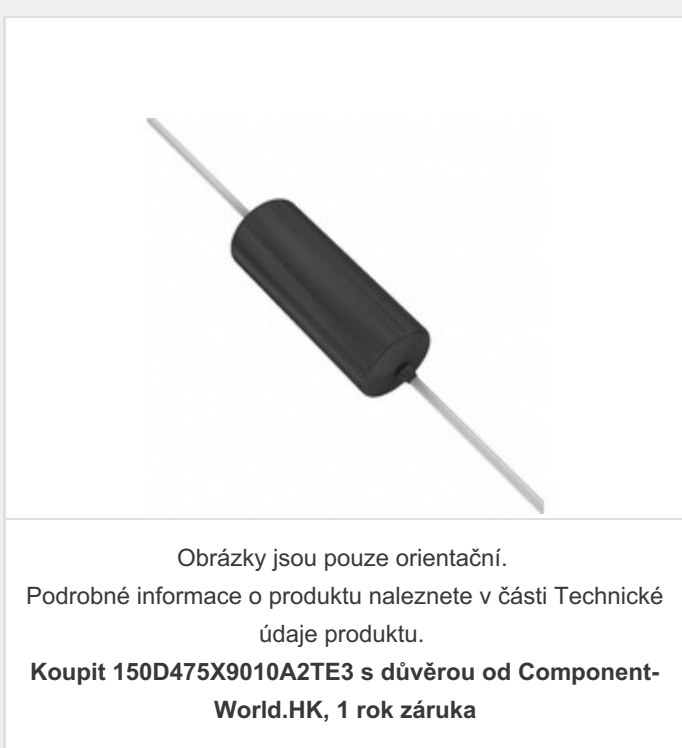 Obrázky jsou pouze orientační.
Podrobné informace o produktu naleznete v části Technické
údaje produktu.
Koupit 150D475X9010A2TE3 s důvěrou od Component-
World.HK, 1 rok záruka